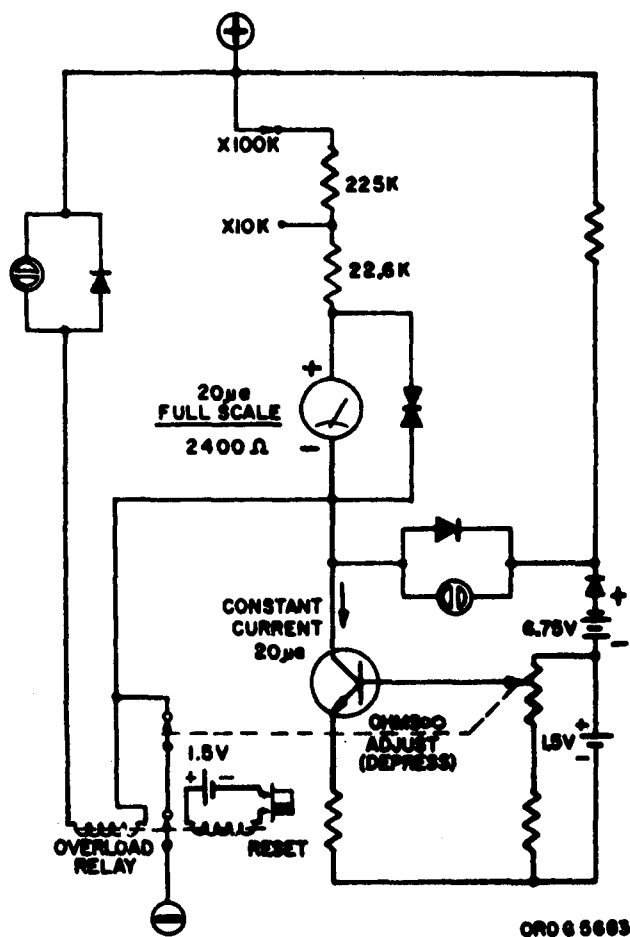 +
X100K
225K
X10K
22.6K
+
20µa
FULL SCALE
2400 Ω
−
CONSTANT
CURRENT
20µa
+
6.75V
−
OHMS∞
ADJUST
(DEPRESS)
+
1.5V
−
1.5V
+ −
OVERLOAD
RELAY
RESET
−
ORD G 5663